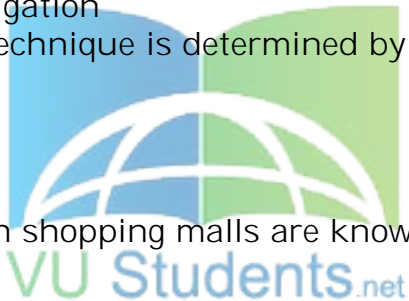 gation
echnique is determined by
n shopping malls are know
VU Students.net